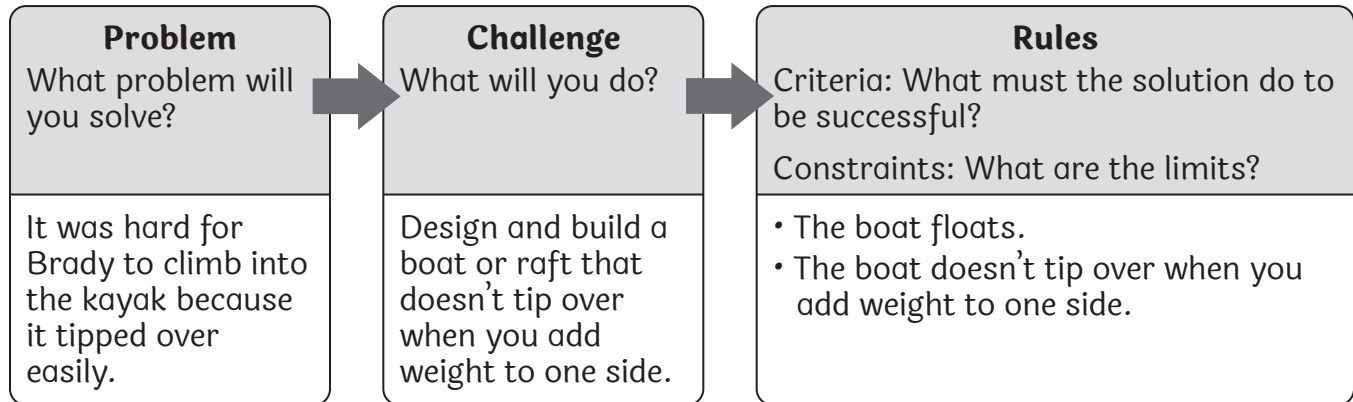 Problem
What problem will
you solve?
It was hard for
Brady to climb into
the kayak because
it tipped over
easily.
Challenge
What will you do?
Design and build a
boat or raft that
doesn't tip over
when you add
weight to one side.
Rules
Criteria: What must the solution do to
be successful?
Constraints: What are the limits?
• The boat floats.
• The boat doesn't tip over when you
add weight to one side.